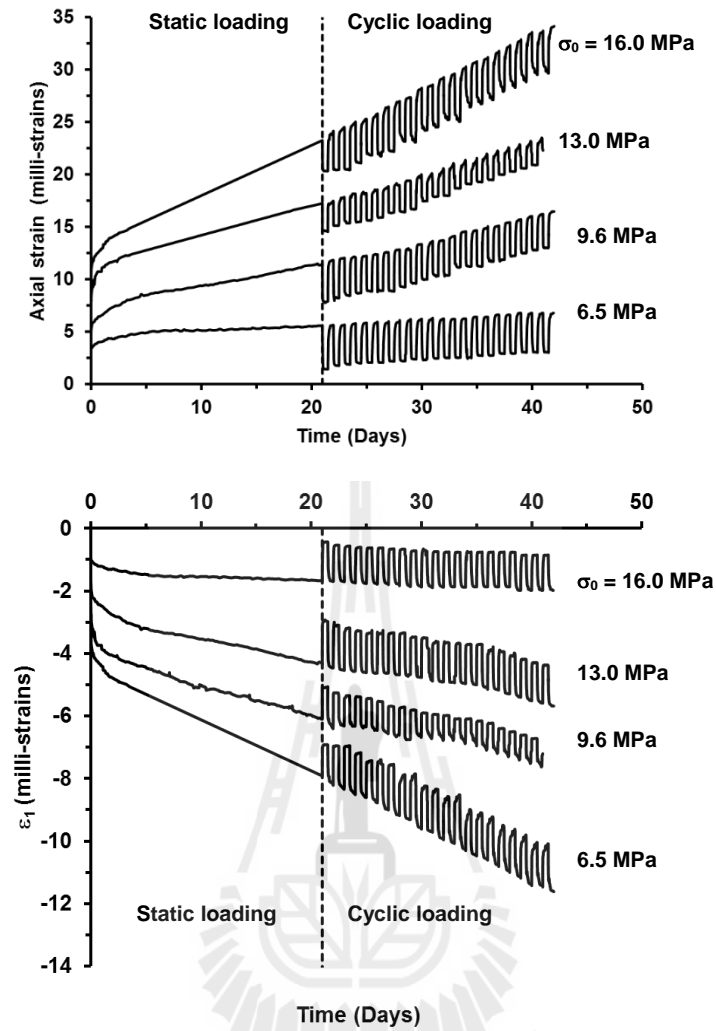 35
30
25
20
15
10
5
0
Axial strain (milli-strains)
Static loading
Cyclic loading
σ₀ = 16.0 MPa
13.0 MPa
9.6 MPa
6.5 MPa
0 10 20 30 40 50
Time (Days)
0 10 20 30 40 50
0
-2
-4
-6
-8
-10
-12
-14
ε₁ (milli-strains)
σ₀ = 16.0 MPa
13.0 MPa
9.6 MPa
6.5 MPa
Static loading
Cyclic loading
Time (Days)